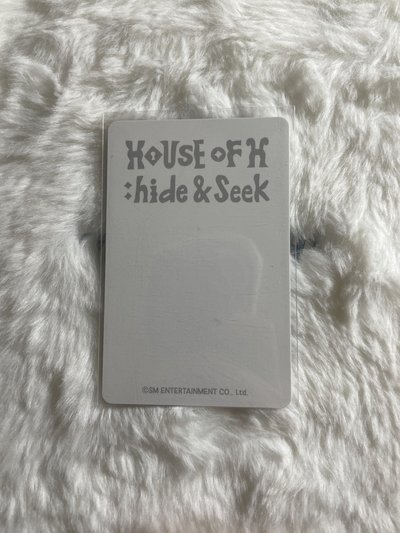 HOUSE OF H
:hide & Seek
©SM ENTERTAINMENT CO., Ltd.